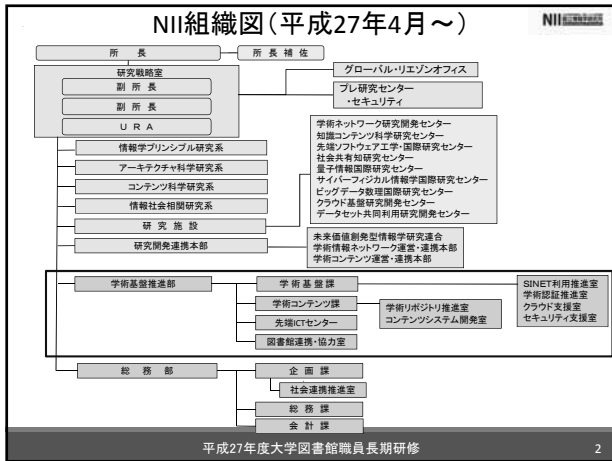 NII組織図(平成27年4月～)
NII
所長
所長補佐
研究戦略室
副所長
副所長
URA
グローバル・リエゾンオフィス
プレ研究センター
・セキュリティ
情報学プリンシプル研究系
アーキテクチャ科学研究系
コンテンツ科学研究系
情報社会相関研究系
研究施設
研究開発連携本部
学術ネットワーク研究開発センター
知識コンテンツ科学研究センター
先端ソフトウェア工学・国際研究センター
社会共有知研究センター
量子情報国際研究センター
サイバーフィジカル情報学国際研究センター
ビッグデータ数理国際研究センター
クラウド基盤研究開発センター
データセット共同利用研究開発センター
未来価値創発型情報学研究連合
学術情報ネットワーク運営・連携本部
学術コンテンツ運営・連携本部
学術基盤推進部
学術基盤課
学術コンテンツ課
先端ICTセンター
図書館連携・協力室
学術リポジトリ推進室
コンテンツシステム開発室
SINET利用推進室
学術認証推進室
クラウド支援室
セキュリティ支援室
総務部
企画課
社会連携推進室
総務課
会計課
平成27年度大学図書館職員長期研修
2